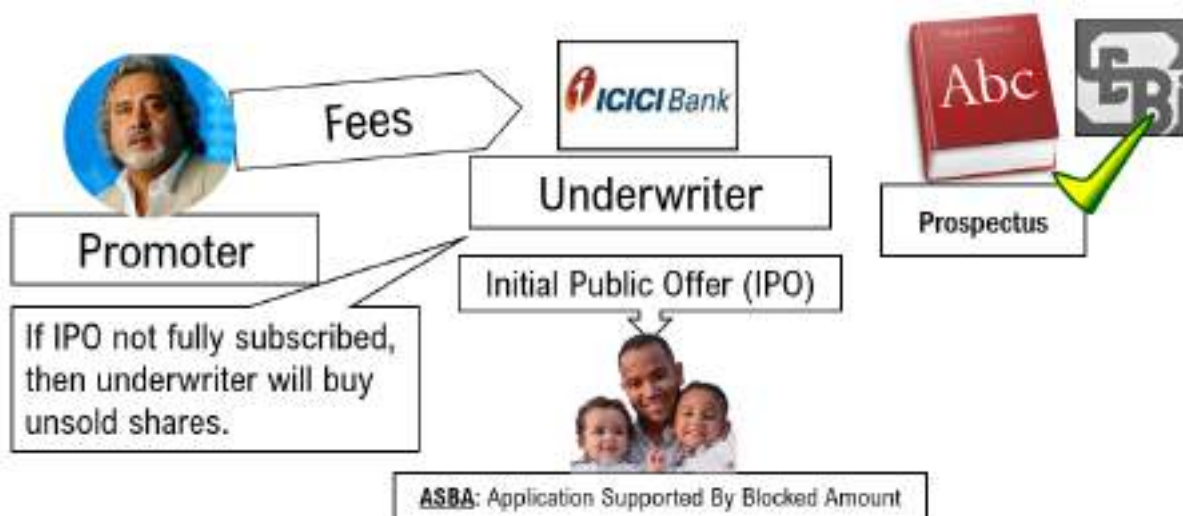 Fees
ICICI Bank
Abc
SEBI
Underwriter
Prospectus
Promoter
Initial Public Offer (IPO)
If IPO not fully subscribed,
then underwriter will buy
unsold shares.
ASBA: Application Supported By Blocked Amount